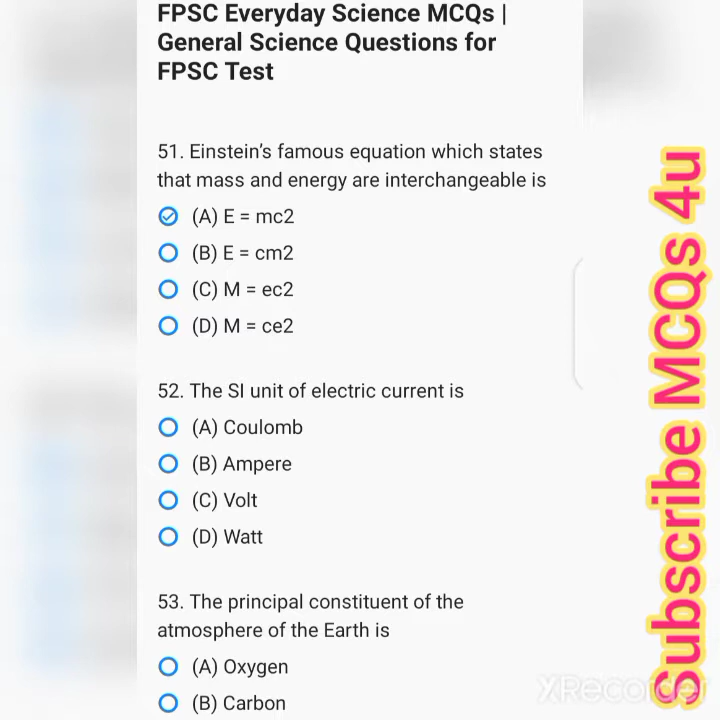 FPSC Everyday Science MCQs |
General Science Questions for
FPSC Test
51. Einstein's famous equation which states
that mass and energy are interchangeable is
(A) E = mc2
(B) E = cm2
(C) M = ec2
(D) M = ce2
52. The SI unit of electric current is
(A) Coulomb
(B) Ampere
(C) Volt
(D) Watt
53. The principal constituent of the
atmosphere of the Earth is
(A) Oxygen
(B) Carbon
Subscribe MCQs 4u
XRecorder